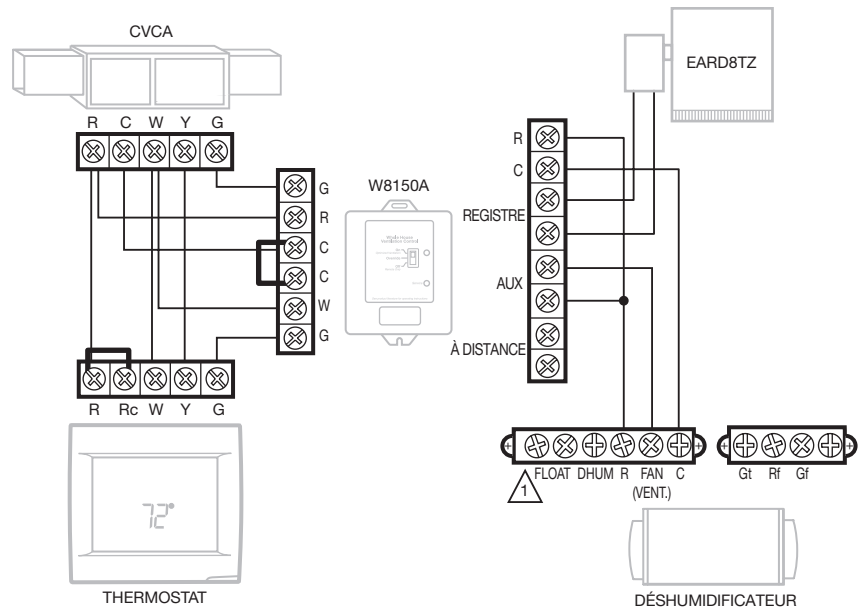 CVCA
R C W Y G
G
R
C
C
W
G
R Rc W Y G
72°
THERMOSTAT
W8150A
EARD8TZ
R
C
REGISTRE
AUX
À DISTANCE
1
FLOAT DHUM R FAN C
(VENT.)
Gt Rf Gf
DÉSHUMIDIFICATEUR